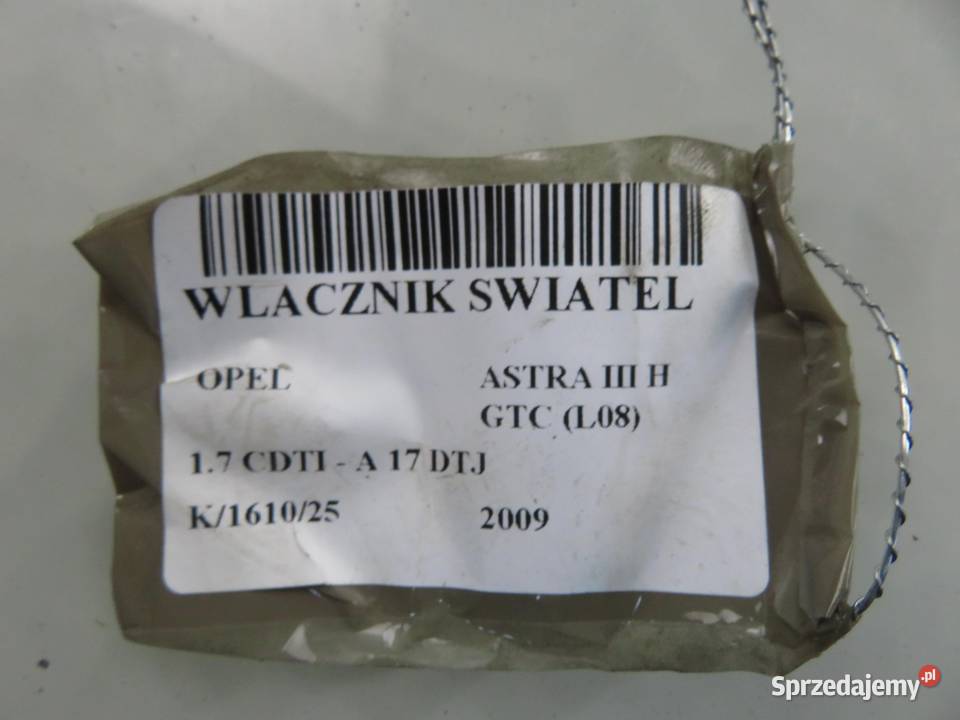 WLACZNIK SWIATEL
OPEL ASTRA III H
GTC (L08)
1.7 CDTI - A 17 DTJ
K/1610/25 2009
Sprzedajemy.pl